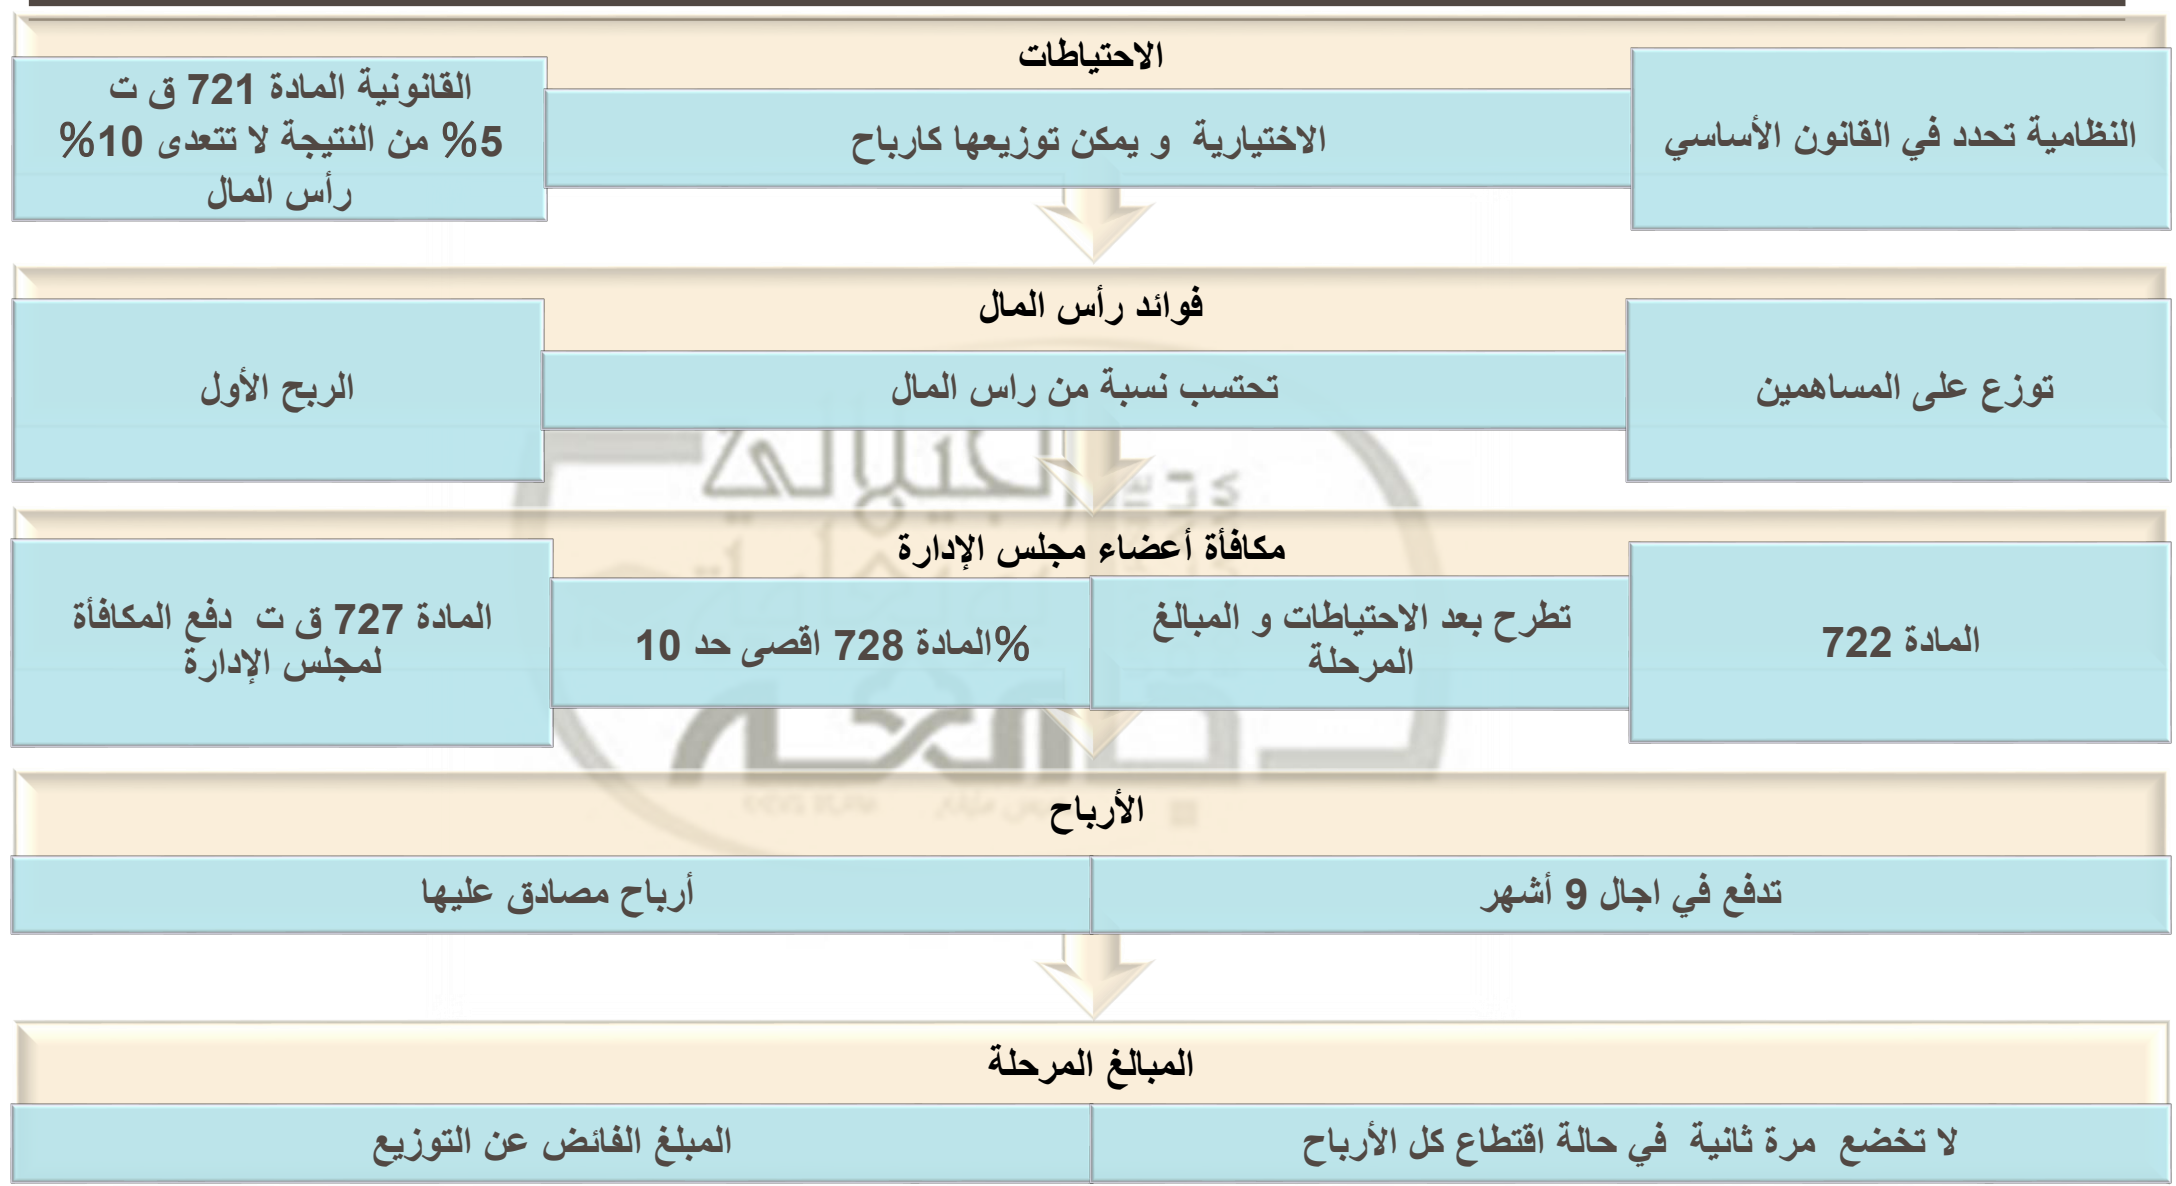 الاحتياطات
النظامية تحدد في القانون الأساسي
الاختيارية و يمكن توزيعها كارباح
القانونية المادة 721 ق ت
5% من النتيجة لا تتعدى 10%
رأس المال
فوائد رأس المال
توزع على المساهمين
تحتسب نسبة من راس المال
الربح الأول
مكافأة أعضاء مجلس الإدارة
المادة 722
تطرح بعد الاحتياطات و المبالغ
المرحلة
%المادة 728 اقصى حد 10
المادة 727 ق ت دفع المكافأة
لمجلس الإدارة
الأرباح
تدفع في اجال 9 أشهر
أرباح مصادق عليها
المبالغ المرحلة
لا تخضع مرة ثانية في حالة اقتطاع كل الأرباح
المبلغ الفائض عن التوزيع